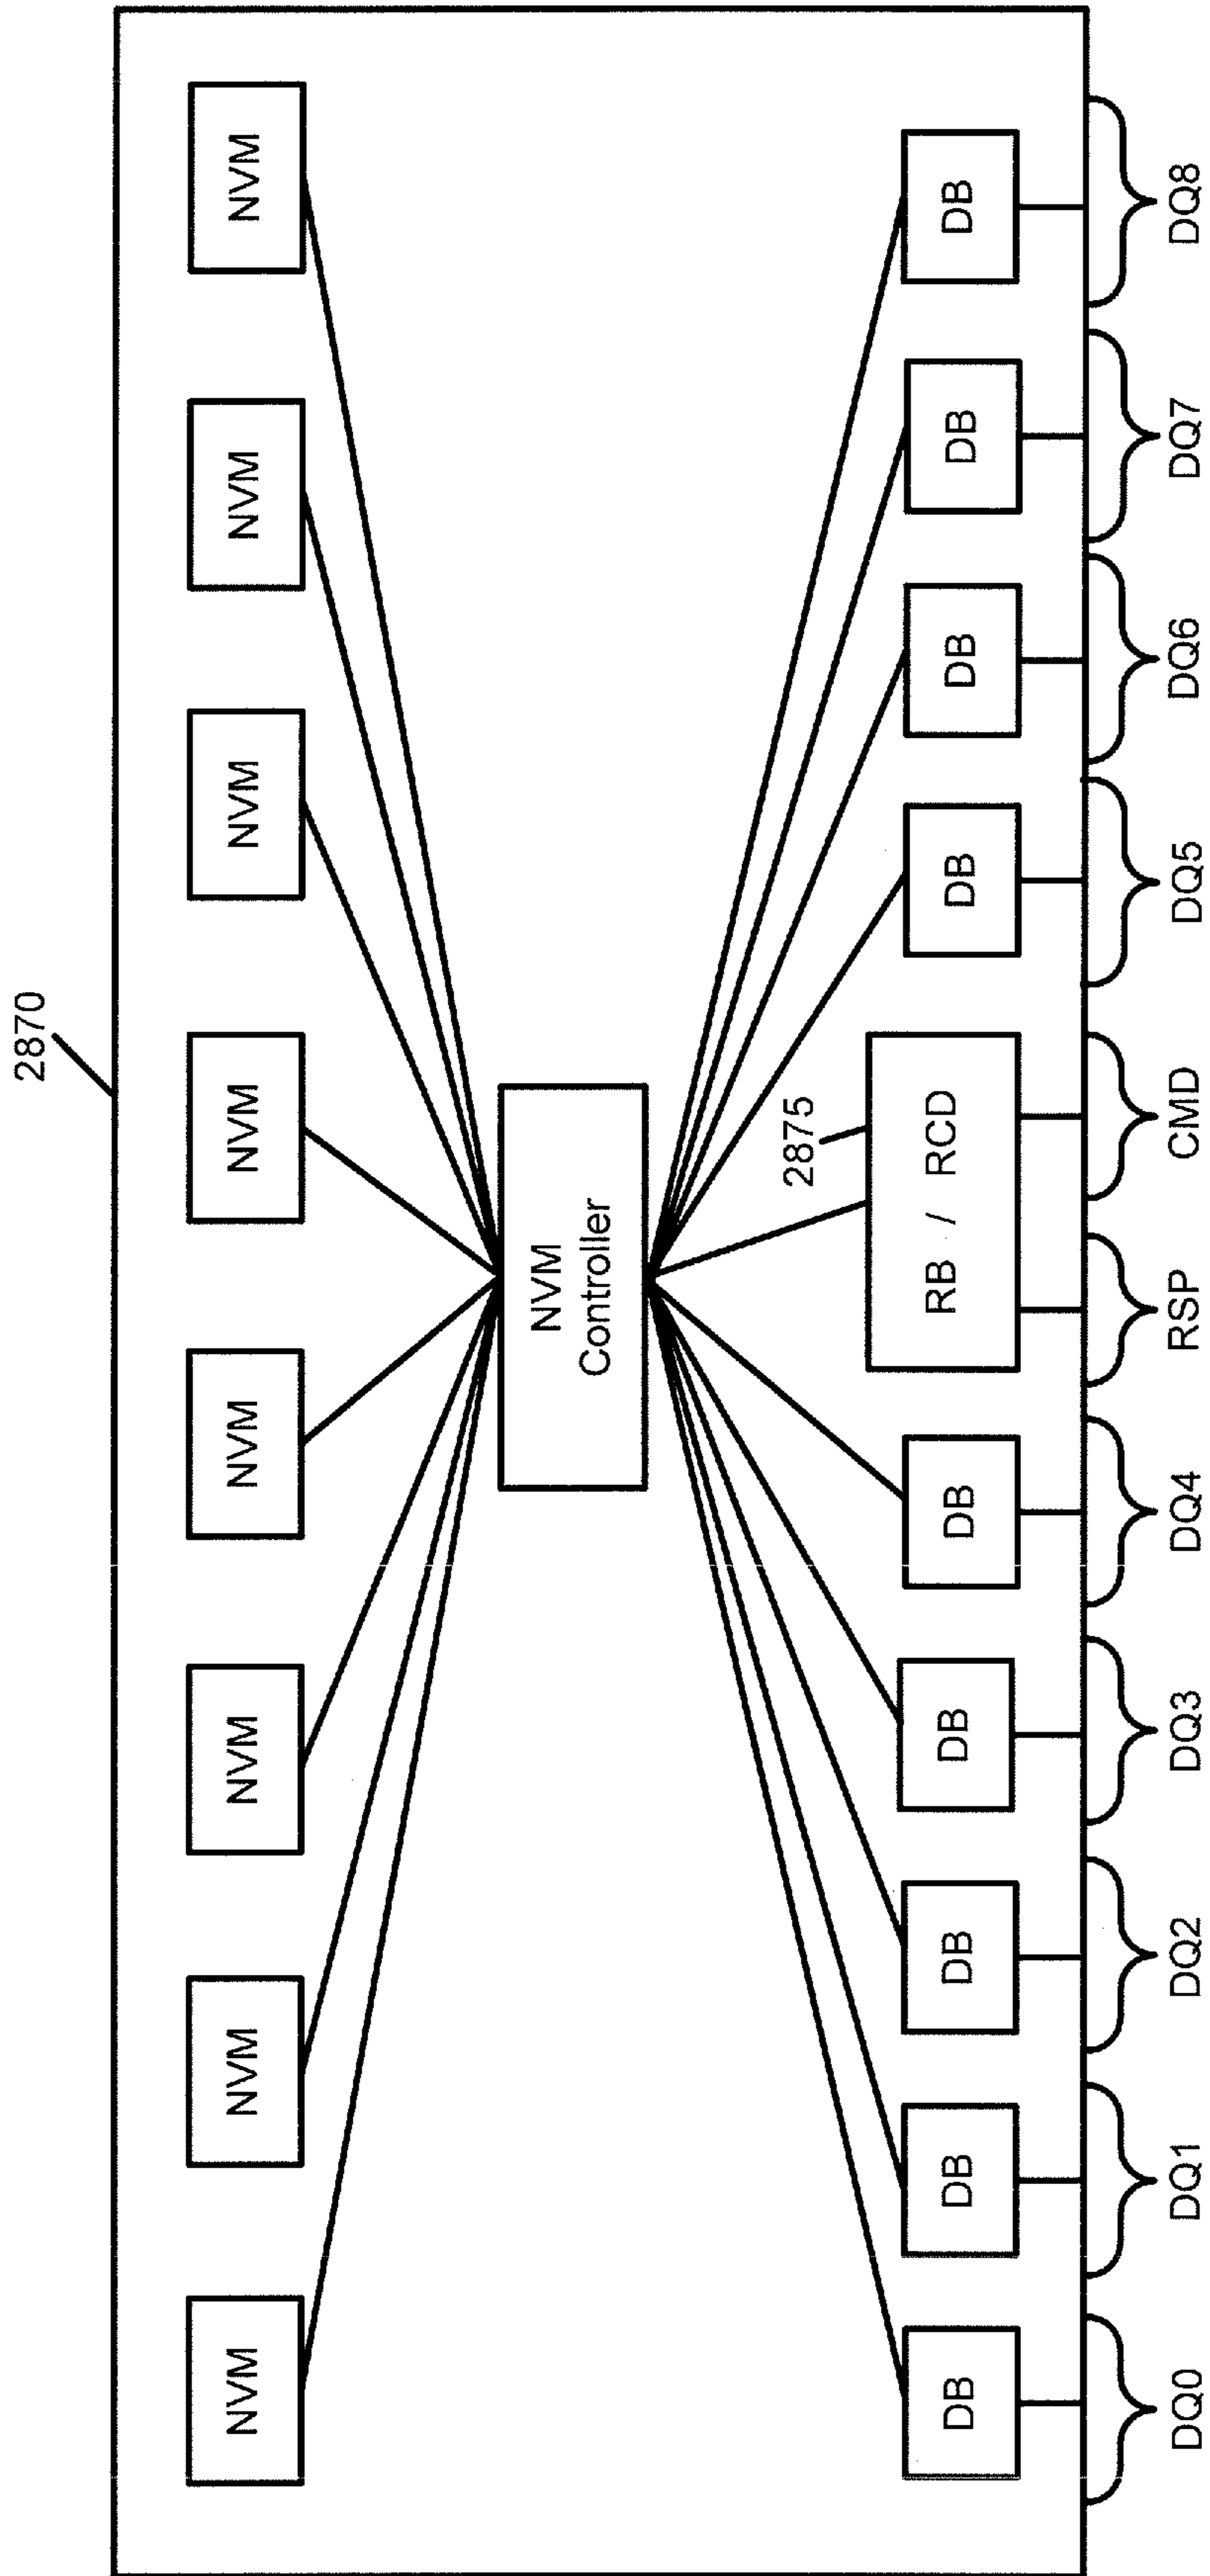 2870
NVM
NVM
NVM
NVM
NVM
NVM
NVM
NVM
NVM
Controller
2875
RB / RCD
DB
DB
DB
DB
DB
DB
DB
DB
DB
DQ0
DQ1
DQ2
DQ3
DQ4
RSP
CMD
DQ5
DQ6
DQ7
DQ8